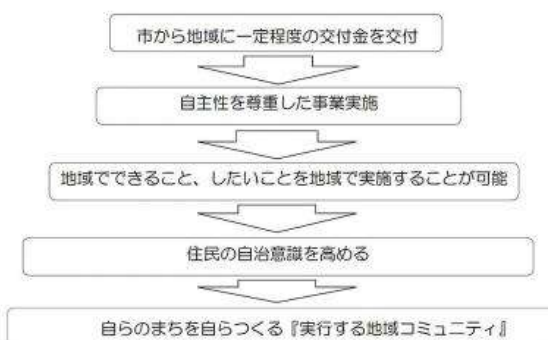 市から地域に一定程度の交付金を交付
自主性を尊重した事業実施
地域でできること、したいことを地域で実施することが可能
住民の自治意識を高める
自らのまちを自らつくる『実行する地域コミュニティ』